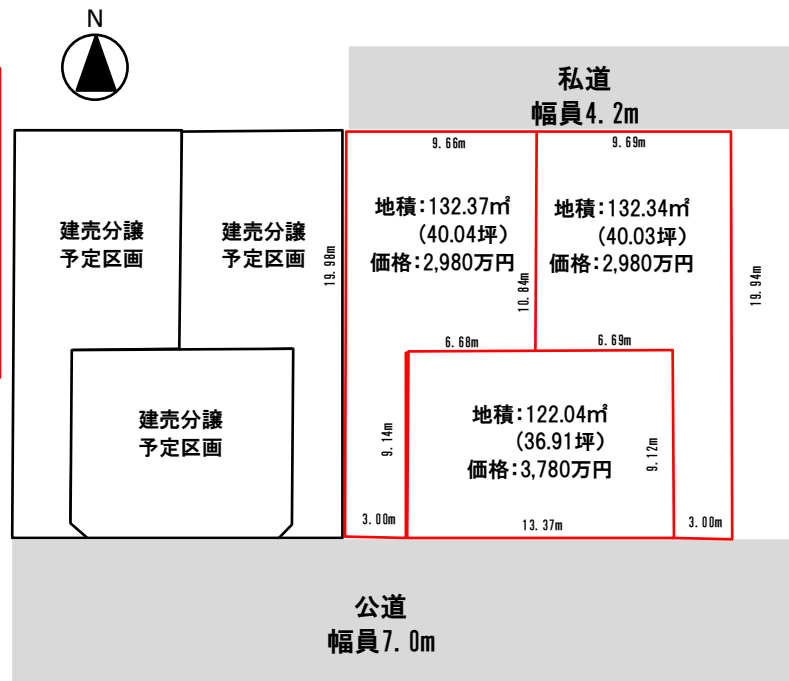 N
私道
幅員4.2m
9.66m
9.69m
建売分譲
予定区画
建売分譲
予定区画
19.98m
地積:132.37㎡
(40.04坪)
価格:2,980万円
10.84m
地積:132.34㎡
(40.03坪)
価格:2,980万円
19.94m
6.68m
6.69m
建売分譲
予定区画
9.14m
地積:122.04㎡
(36.91坪)
価格:3,780万円
9.12m
3.00m
13.37m
3.00m
公道
幅員7.0m